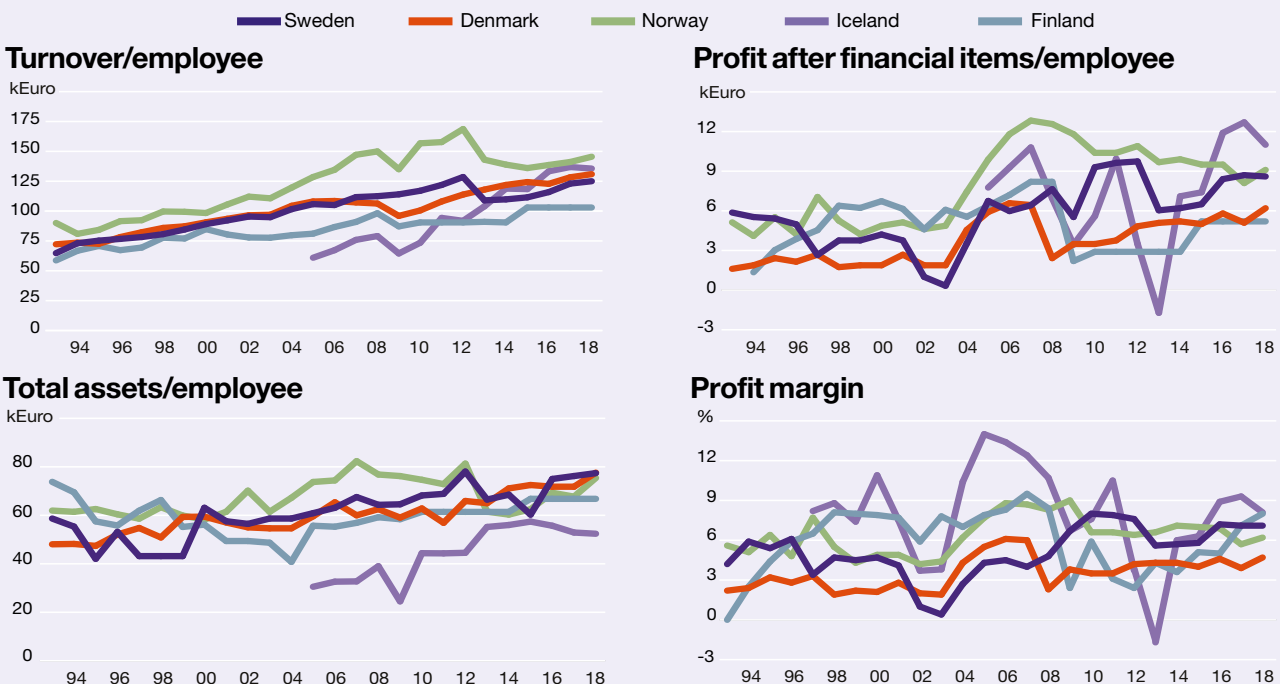 Sweden Denmark Norway Iceland Finland
Turnover/employee
kEuro
175
150
125
100
75
50
25
0
94 96 98 00 02 04 06 08 10 12 14 16 18
Profit after financial items/employee
kEuro
12
9
6
3
0
-3
94 96 98 00 02 04 06 08 10 12 14 16 18
Total assets/employee
kEuro
80
60
40
20
0
94 96 98 00 02 04 06 08 10 12 14 16 18
Profit margin
%
12
9
6
3
0
-3
94 96 98 00 02 04 06 08 10 12 14 16 18